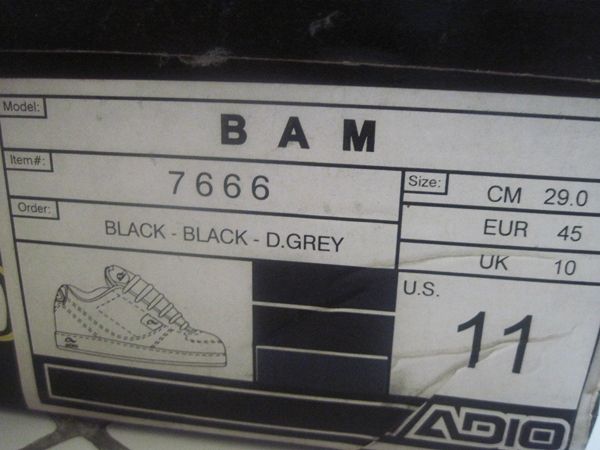 Model:
BAM
Item#:
7666
Order:
BLACK - BLACK - D.GREY
Size:
CM 29.0
EUR 45
UK 10
U.S.
11
ADIO